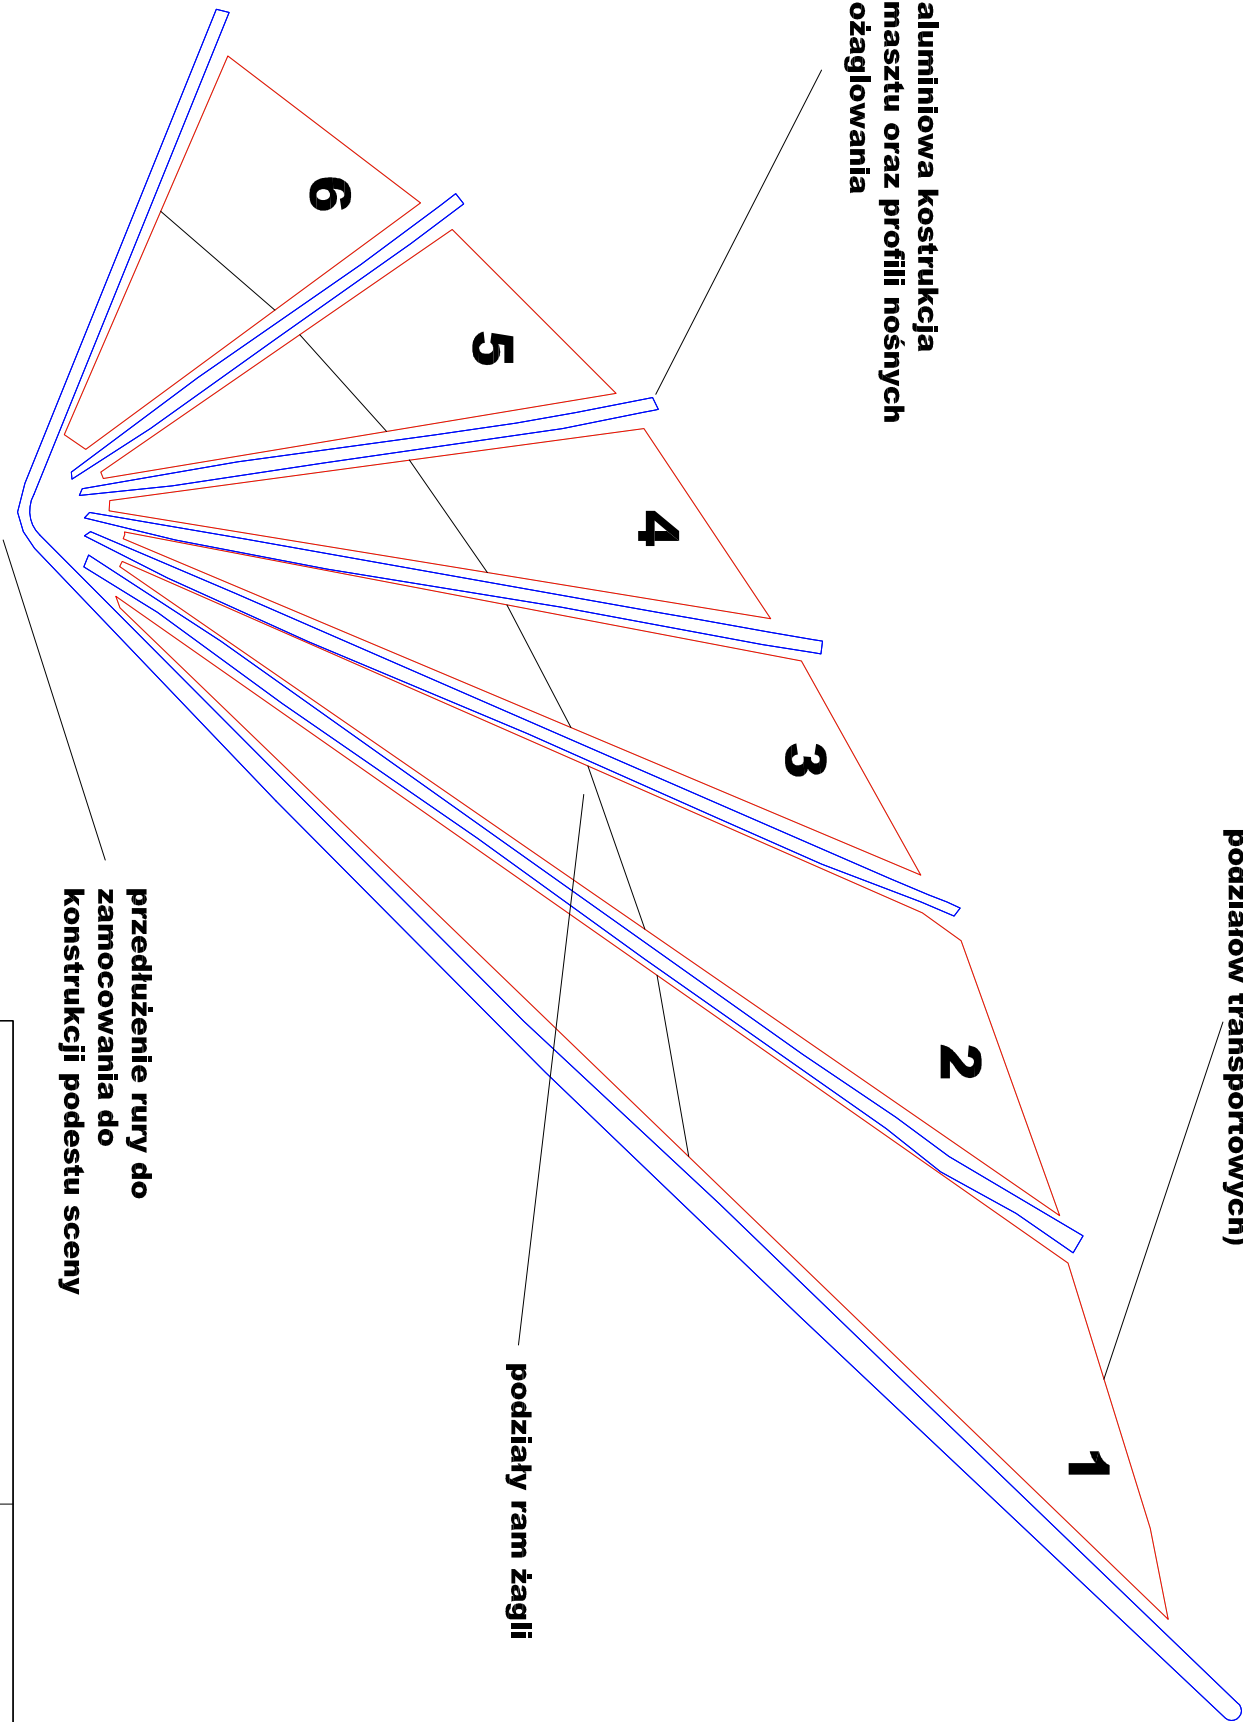 aluminiowa kostrukcja
masztu oraz profili nośnych
ożaglowania
podziałów transportowych)
6
5
4
3
2
1
przedłużenie rury do
zamocowania do
konstrukcji podestu sceny
podziały ram żagli